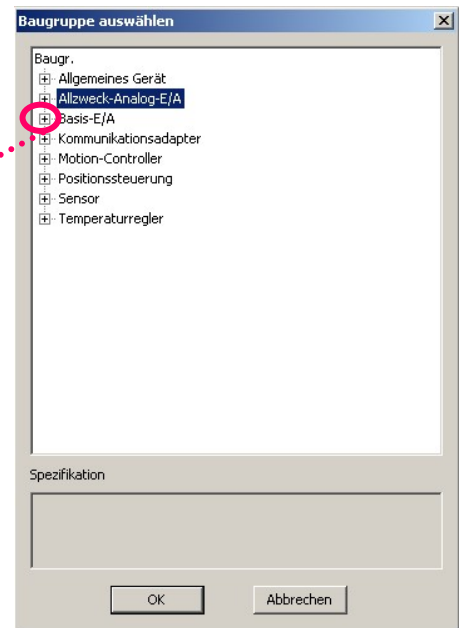 Baugruppe auswählen
Baugr.
Allgemeines Gerät
Allzweck-Analog-E/A
Basis-E/A
Kommunikationsadapter
Motion-Controller
Positionssteuerung
Sensor
Temperaturregler
Spezifikation
OK Abbrechen